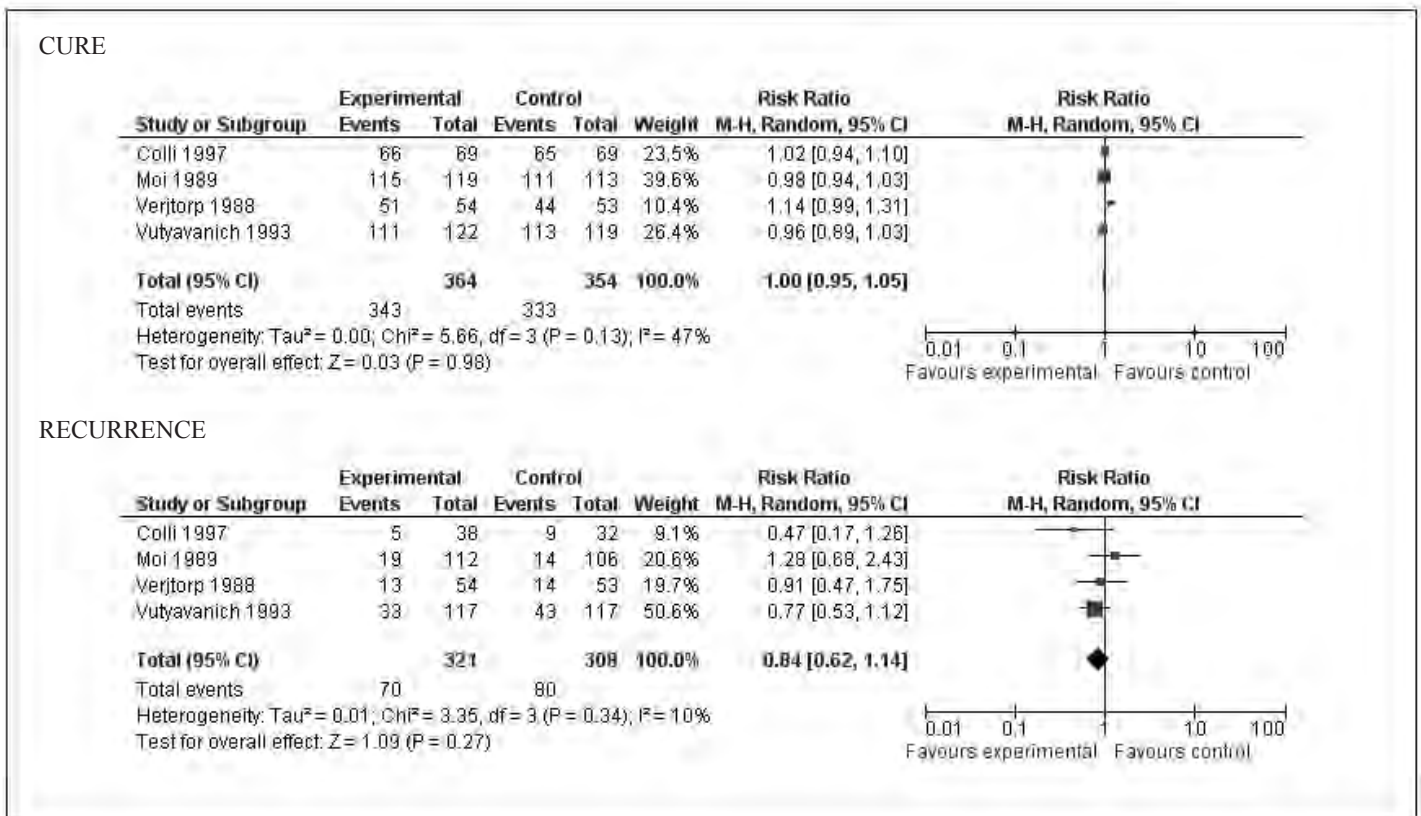 CURE
Experimental Control Risk Ratio Risk Ratio
Study or Subgroup Events Total Events Total Weight M-H, Random, 95% CI M-H, Random, 95% CI
Colli 1997 66 69 65 69 23.5% 1.02 [0.94, 1.10]
Moi 1989 115 119 111 113 39.6% 0.98 [0.94, 1.03]
Verjtorp 1988 51 54 44 53 10.4% 1.14 [0.99, 1.31]
Vutyavanich 1993 111 122 113 119 26.4% 0.96 [0.89, 1.03]
Total (95% CI) 364 354 100.0% 1.00 [0.95, 1.05]
Total events 343 333
Heterogeneity: Tau² = 0.00; Chi² = 5.66, df = 3 (P = 0.13); I² = 47%
Test for overall effect: Z = 0.03 (P = 0.98)
0.01 0.1 1 10 100
Favours experimental Favours control
RECURRENCE
Experimental Control Risk Ratio Risk Ratio
Study or Subgroup Events Total Events Total Weight M-H, Random, 95% CI M-H, Random, 95% CI
Colli 1997 5 38 9 32 9.1% 0.47 [0.17, 1.26]
Moi 1989 19 112 14 106 20.6% 1.28 [0.68, 2.43]
Verjtorp 1988 13 54 14 53 19.7% 0.91 [0.47, 1.75]
Vutyavanich 1993 33 117 43 117 50.6% 0.77 [0.53, 1.12]
Total (95% CI) 321 308 100.0% 0.84 [0.62, 1.14]
Total events 70 80
Heterogeneity: Tau² = 0.01; Chi² = 3.35, df = 3 (P = 0.34); I² = 10%
Test for overall effect: Z = 1.09 (P = 0.27)
0.01 0.1 1 10 100
Favours experimental Favours control